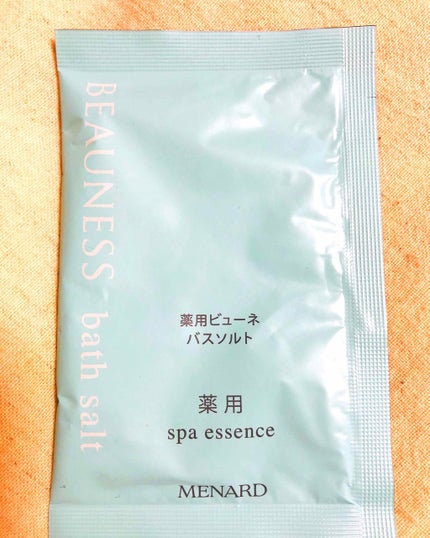 BEAUNESS bath salt
薬用ビューネ
バスソルト
薬用
spa essence
MENARD